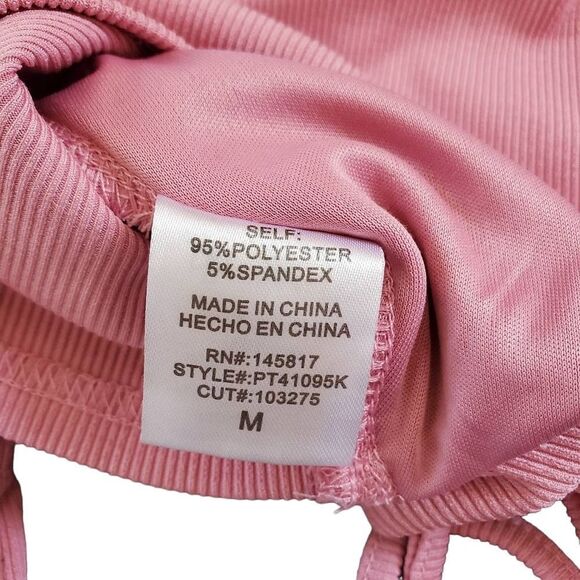 SELF:
95%POLYESTER
5%SPANDEX
MADE IN CHINA
HECHO EN CHINA
RN#:145817
STYLE#:PT41095K
CUT#:103275
M